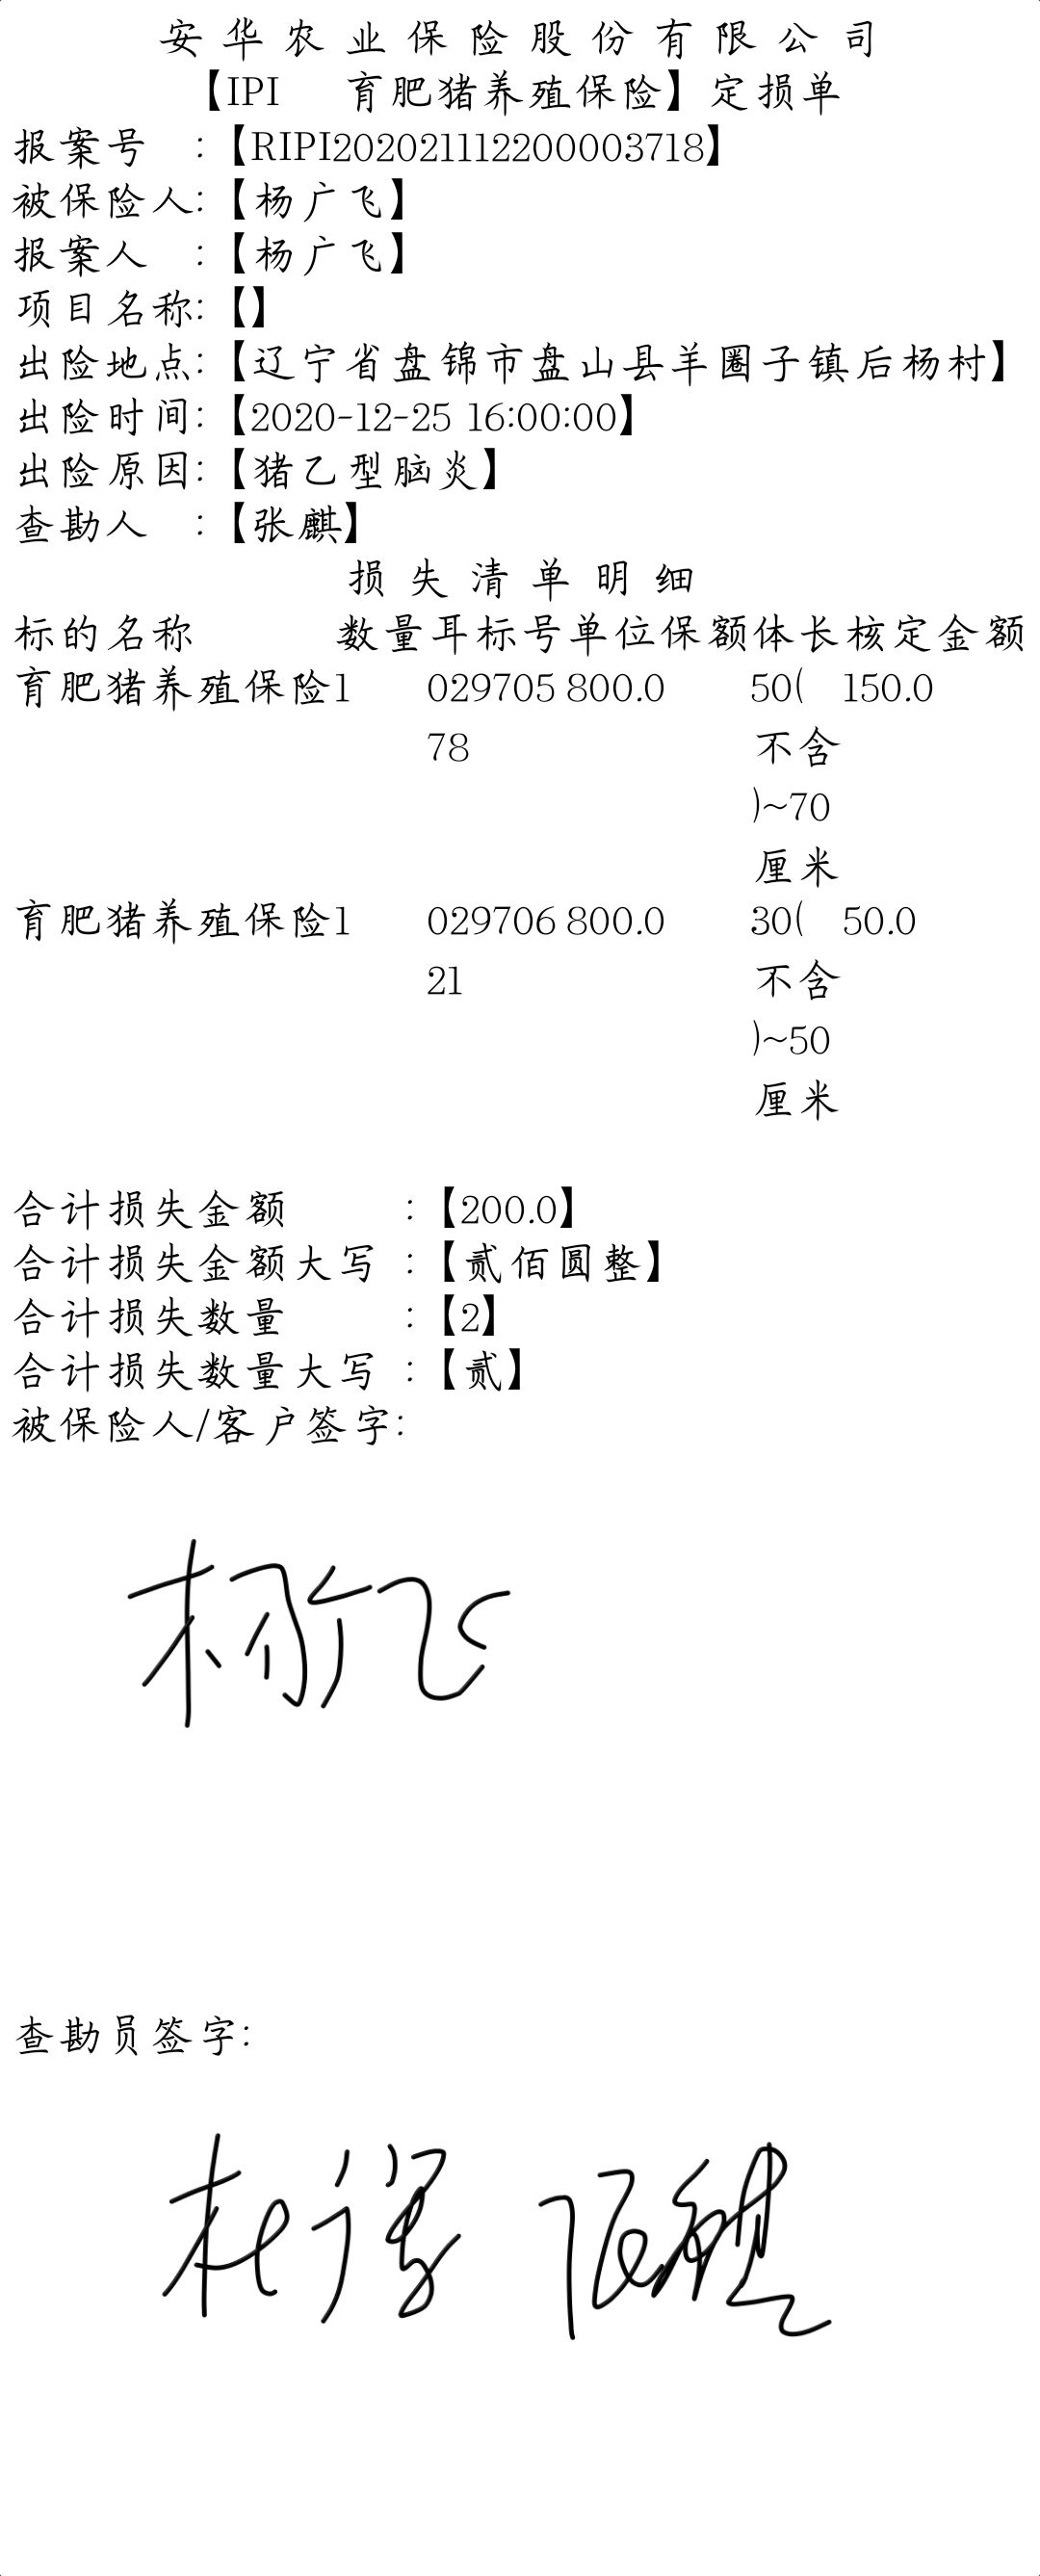 安华农业保险股份有限公司
【IPI 育肥猪养殖保险】定损单
报案号 :【RIPI202021112200003718】
被保险人:【杨广飞】
报案人 :【杨广飞】
项目名称:【】
出险地点:【辽宁省盘锦市盘山县羊圈子镇后杨村】
出险时间:【2020-12-25 16:00:00】
出险原因:【猪乙型脑炎】
查勘人 :【张麒】
损失清单明细
标的名称 数量耳标号单位保额体长核定金额
育肥猪养殖保险1 029705 800.0 50( 150.0
78 不含
)~70
厘米
育肥猪养殖保险1 029706 800.0 30( 50.0
21 不含
)~50
厘米
合计损失金额 :【200.0】
合计损失金额大写 :【贰佰圆整】
合计损失数量 :【2】
合计损失数量大写 :【贰】
被保险人/客户签字:
杨广飞
查勘员签字:
张麒